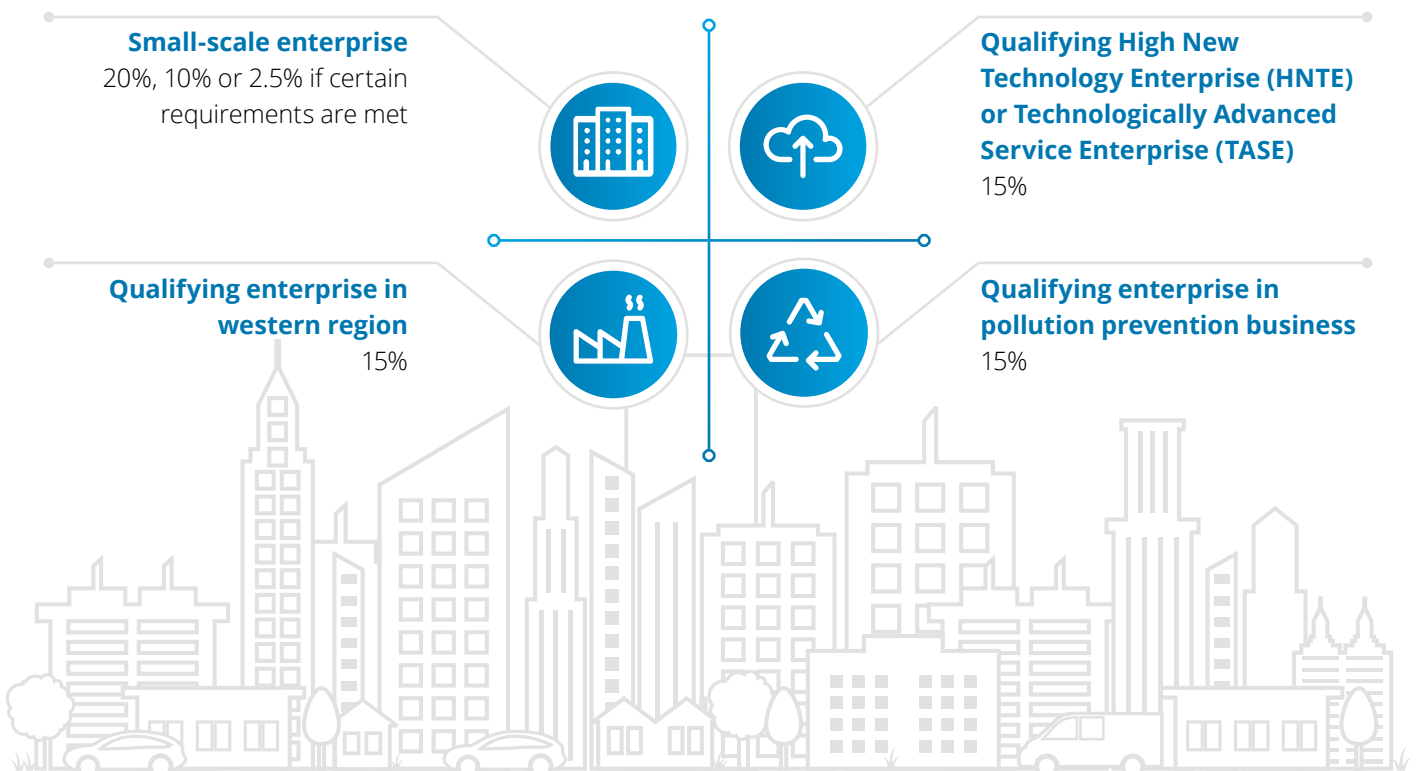 Small-scale enterprise
20%, 10% or 2.5% if certain
requirements are met
Qualifying High New
Technology Enterprise (HNTE)
or Technologically Advanced
Service Enterprise (TASE)
15%
Qualifying enterprise in
western region
15%
Qualifying enterprise in
pollution prevention business
15%